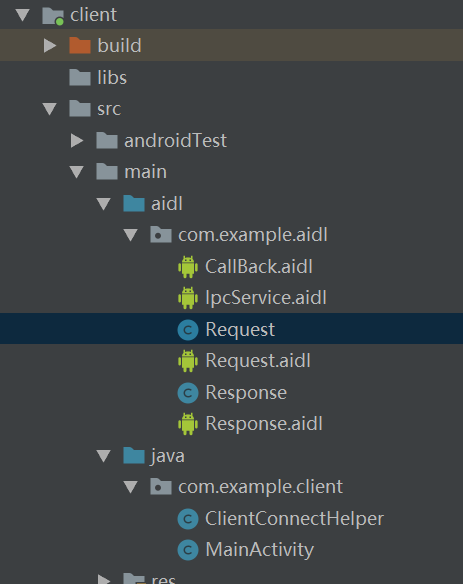 client
build
libs
src
androidTest
main
aidl
com.example.aidl
CallBack.aidl
IpcService.aidl
Request
Request.aidl
Response
Response.aidl
java
com.example.client
ClientConnectHelper
MainActivity
res